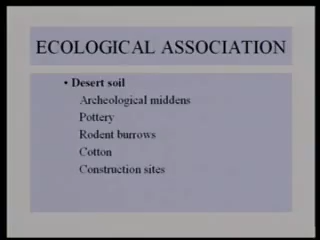 ECOLOGICAL ASSOCIATION
• Desert soil
Archeological middens
Pottery
Rodent burrows
Cotton
Construction sites